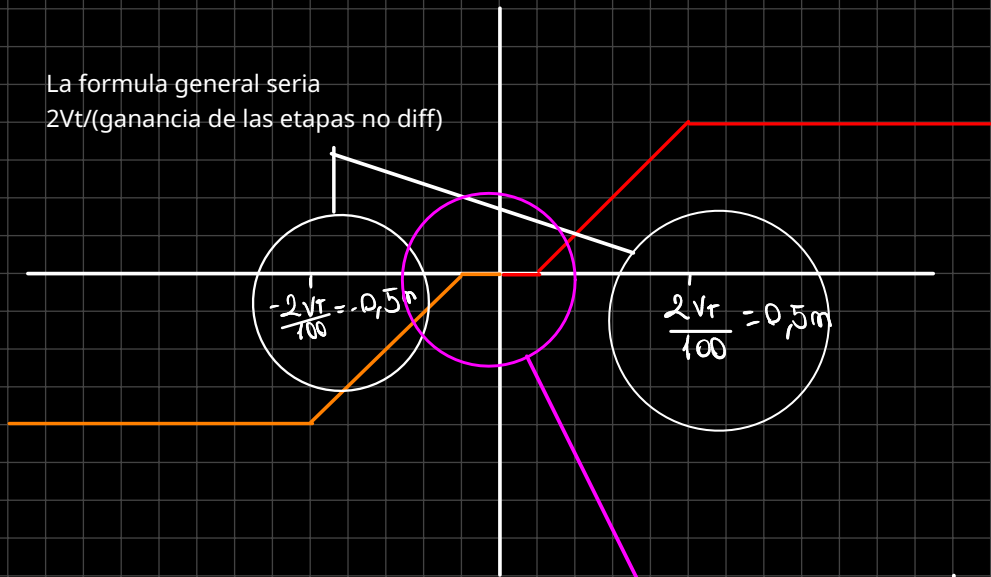 La formula general seria
2Vt/(ganancia de las etapas no diff)
-2VT/100 = -0,5m
2VT/100 = 0,5m